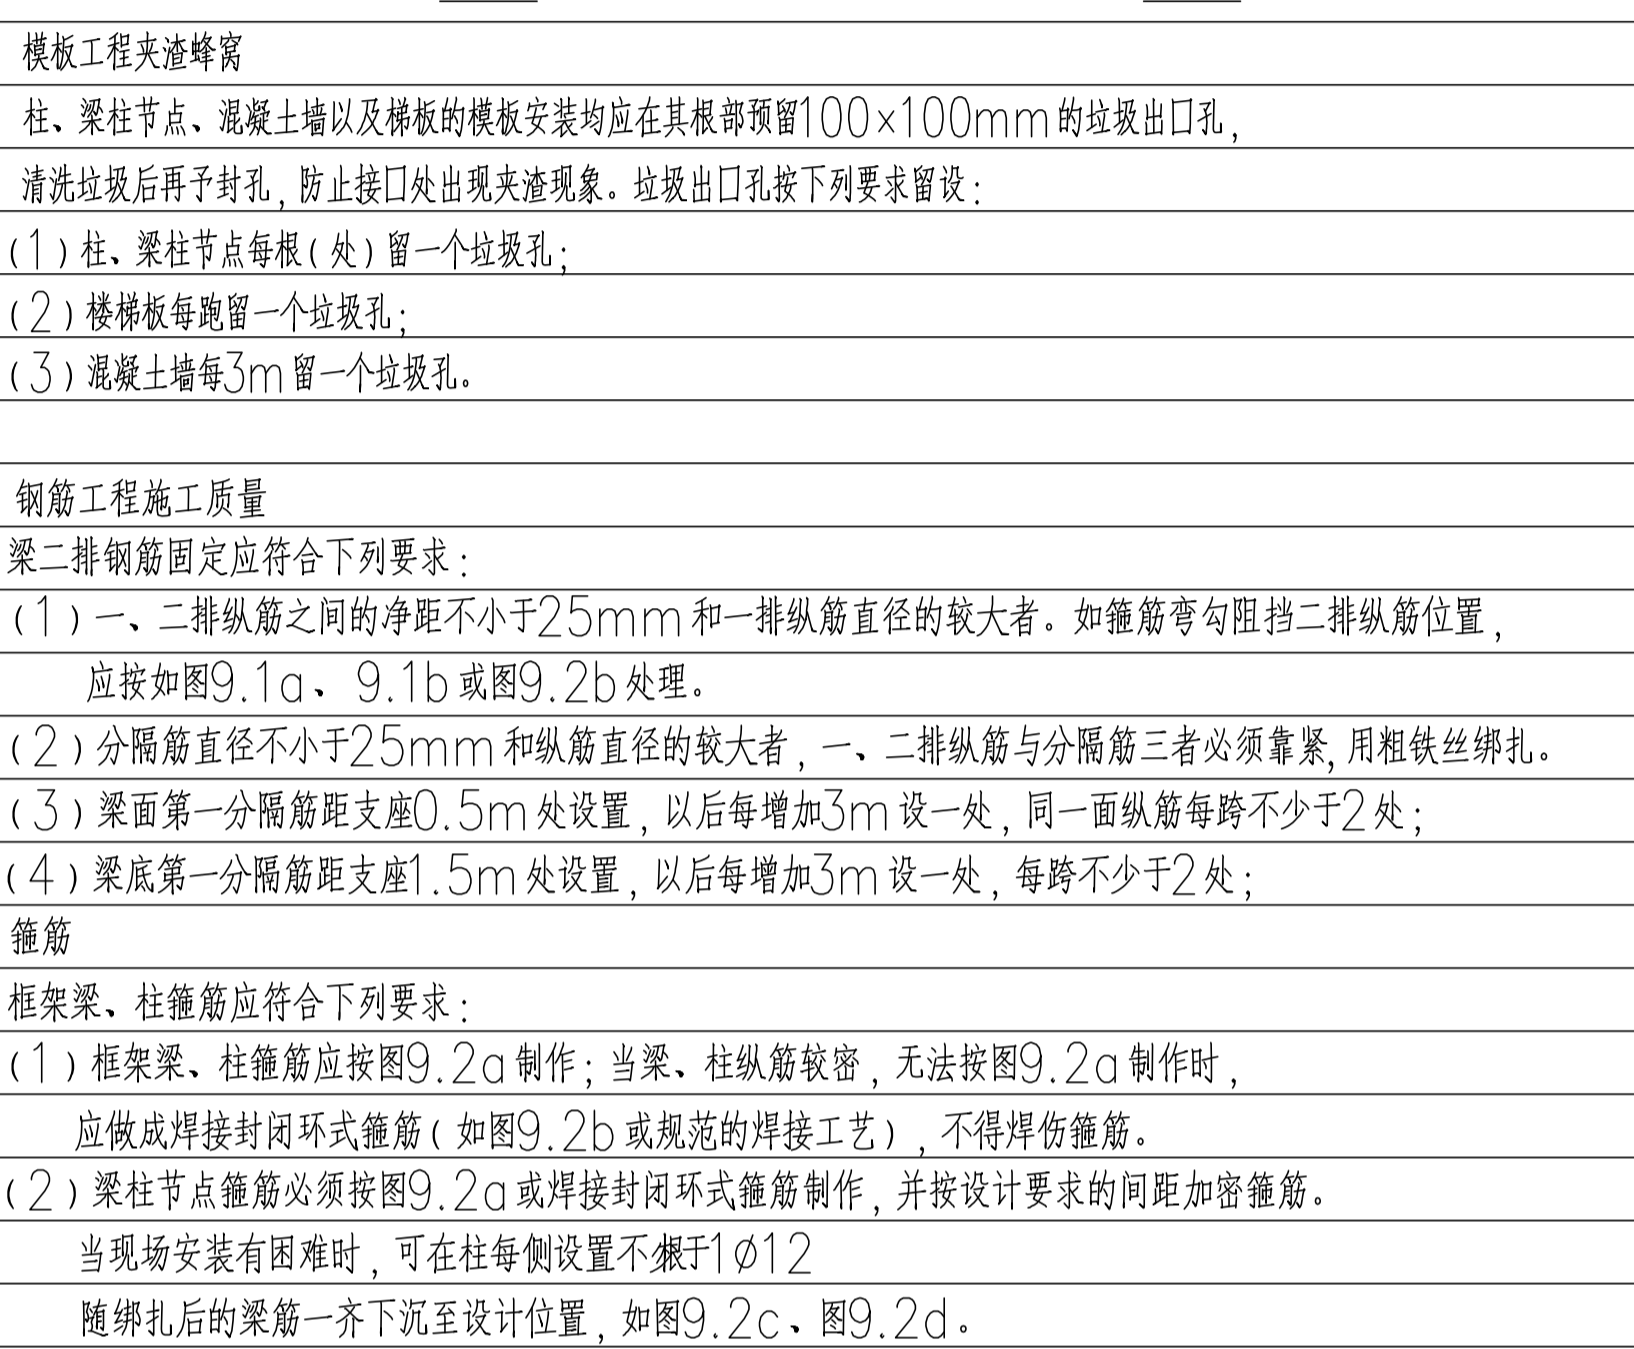 模板工程夹渣蜂窝
柱、梁柱节点、混凝土墙以及梯板的模板安装均应在其根部预留100×100mm的垃圾出口孔,
清洗垃圾后再予封孔,防止接口处出现夹渣现象。垃圾出口孔按下列要求留设:
(1)柱、梁柱节点每根(处)留一个垃圾孔;
(2)楼梯板每跑留一个垃圾孔;
(3)混凝土墙每3m留一个垃圾孔。
钢筋工程施工质量
梁二排钢筋固定应符合下列要求:
(1)一、二排纵筋之间的净距不小于25mm和一排纵筋直径的较大者。如箍筋弯勾阻挡二排纵筋位置,
应按如图9.1a、9.1b或图9.2b处理。
(2)分隔筋直径不小于25mm和纵筋直径的较大者,一、二排纵筋与分隔筋三者必须靠紧,用粗铁丝绑扎。
(3)梁面第一分隔筋距支座0.5m处设置,以后每增加3m设一处,同一面纵筋每跨不少于2处;
(4)梁底第一分隔筋距支座1.5m处设置,以后每增加3m设一处,每跨不少于2处;
箍筋
框架梁、柱箍筋应符合下列要求:
(1)框架梁、柱箍筋应按图9.2a制作;当梁、柱纵筋较密,无法按图9.2a制作时,
应做成焊接封闭环式箍筋(如图9.2b或规范的焊接工艺),不得焊伤箍筋。
(2)梁柱节点箍筋必须按图9.2a或焊接封闭环式箍筋制作,并按设计要求的间距加密箍筋。
当现场安装有困难时,可在柱每侧设置不少于1根ø12
随绑扎后的梁筋一齐下沉至设计位置,如图9.2c、图9.2d。